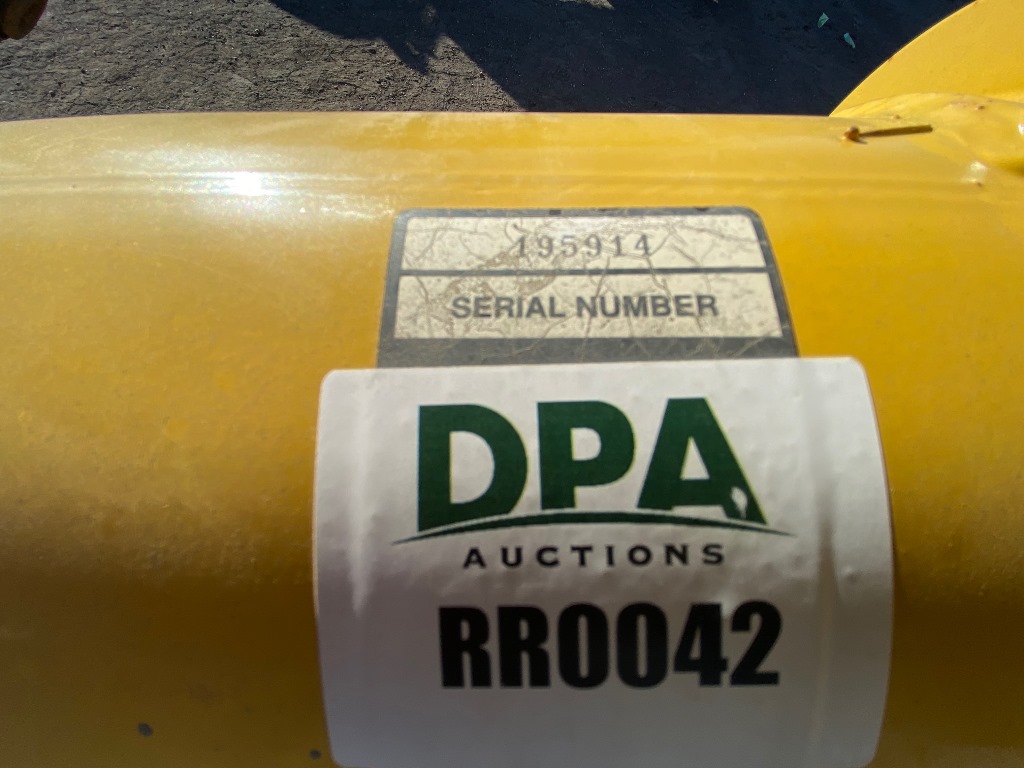 195914
SERIAL NUMBER
DPA
AUCTIONS
RR0042